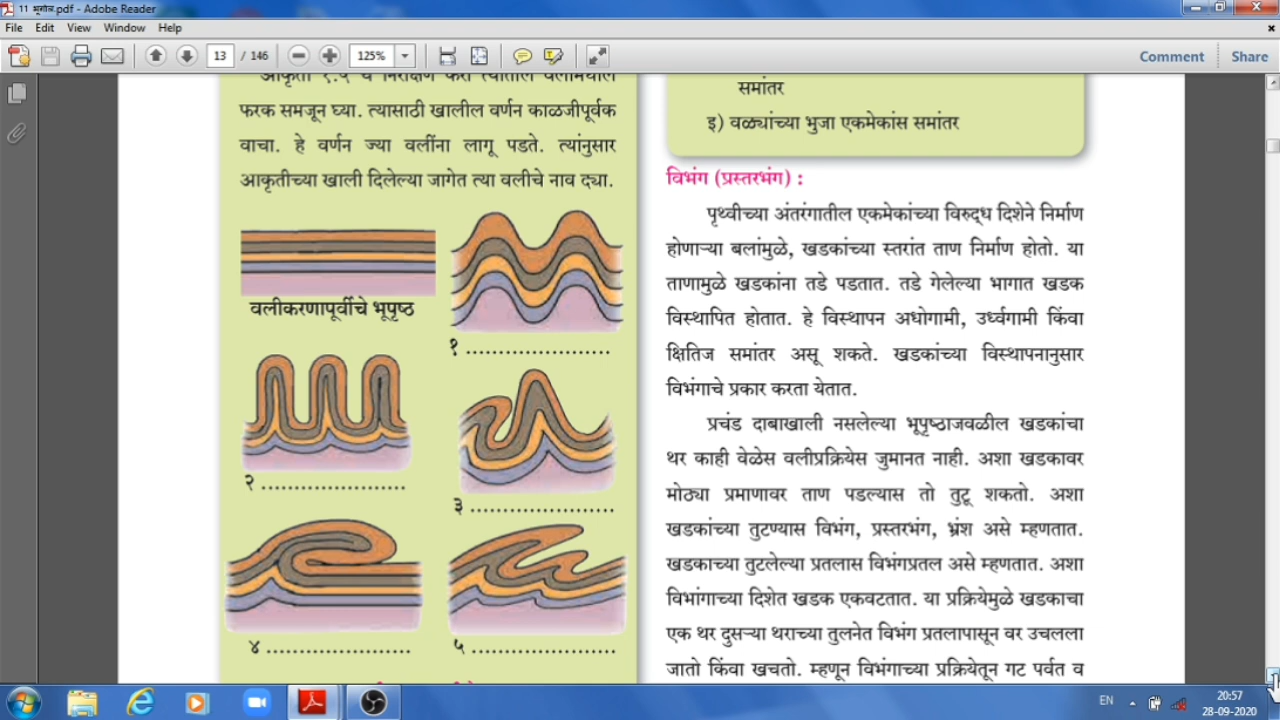 ११ भूगोल.pdf - Adobe Reader
File Edit View Window Help
13 / 146 125% Comment Share
फरक समजून घ्या. त्यासाठी खालील वर्णन काळजीपूर्वक
वाचा. हे वर्णन ज्या वलींना लागू पडते. त्यांनुसार
आकृतीच्या खाली दिलेल्या जागेत त्या वलीचे नाव द्या.
वलीकरणापूर्वीचे भूपृष्ठ
१ ........................
२ ........................
३ ........................
४ ........................
५ ........................
समांतर
इ) वळ्यांच्या भुजा एकमेकांस समांतर
विभंग (प्रस्तरभंग) :
पृथ्वीच्या अंतरंगातील एकमेकांच्या विरुद्ध दिशेने निर्माण
होणाऱ्या बलांमुळे, खडकांच्या स्तरांत ताण निर्माण होतो. या
ताणामुळे खडकांना तडे पडतात. तडे गेलेल्या भागात खडक
विस्थापित होतात. हे विस्थापन अधोगामी, उर्ध्वगामी किंवा
क्षितिज समांतर असू शकते. खडकांच्या विस्थापनानुसार
विभंगाचे प्रकार करता येतात.
प्रचंड दाबाखाली नसलेल्या भूपृष्ठाजवळील खडकांचा
थर काही वेळेस वलीप्रक्रियेस जुमानत नाही. अशा खडकावर
मोठ्या प्रमाणावर ताण पडल्यास तो तुटू शकतो. अशा
खडकांच्या तुटण्यास विभंग, प्रस्तरभंग, भ्रंश असे म्हणतात.
खडकाच्या तुटलेल्या प्रतलास विभंगप्रतल असे म्हणतात. अशा
विभांगाच्या दिशेत खडक एकवटतात. या प्रक्रियेमुळे खडकाचा
एक थर दुसऱ्या थराच्या तुलनेत विभंग प्रतलापासून वर उचलला
जातो किंवा खचतो. म्हणून विभंगाच्या प्रक्रियेतून गट पर्वत व
EN 20:57
28-09-2020